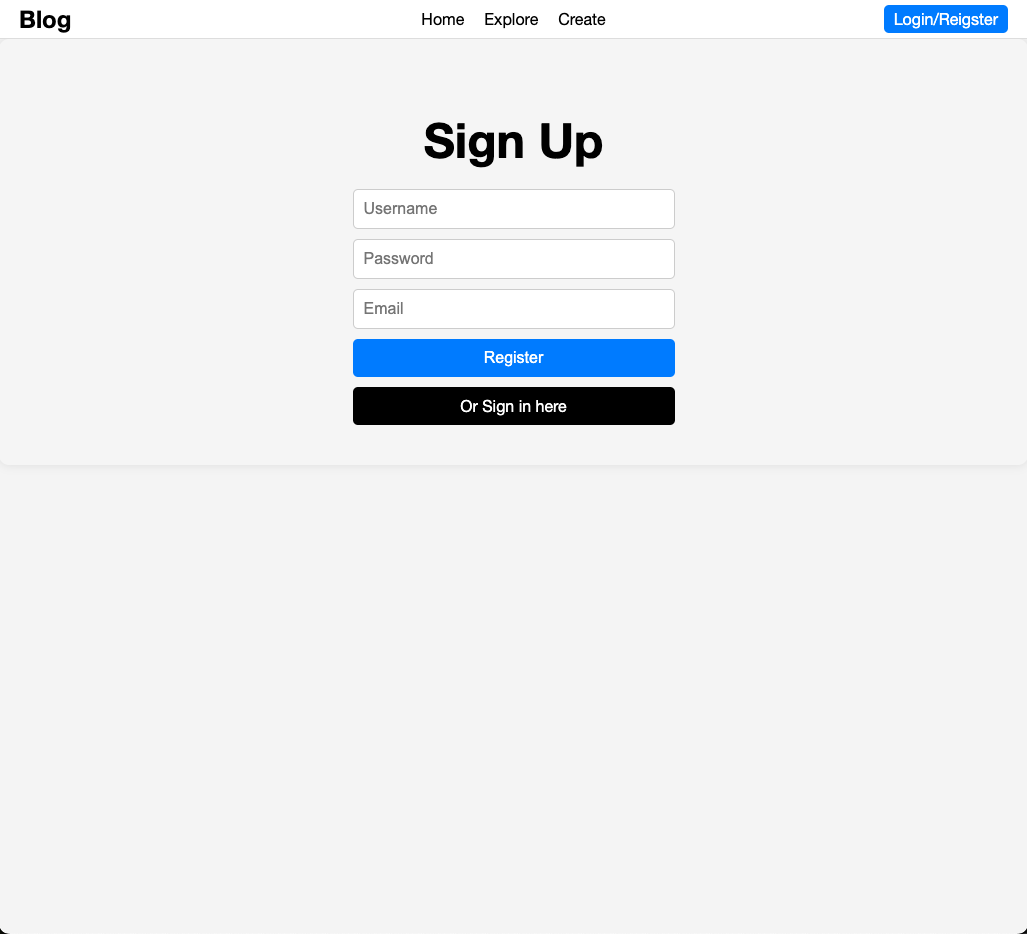 Blog
Home Explore Create
Login/Reigster
Sign Up
Username
Password
Email
Register
Or Sign in here